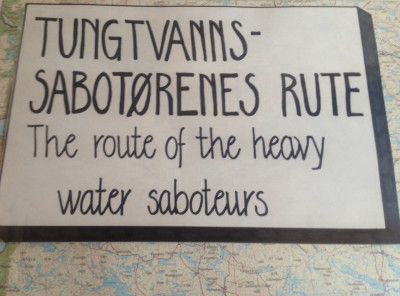 TUNGTVANNS-
SABOTØRENES RUTE
The route of the heavy
water saboteurs